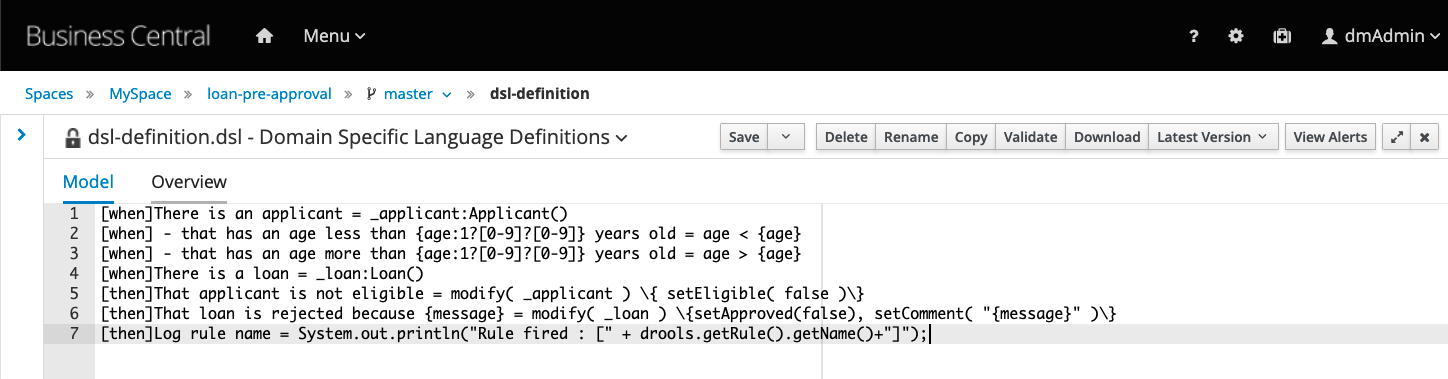 Business Central Menu ? dmAdmin
Spaces » MySpace » loan-pre-approval » master » dsl-definition
dsl-definition.dsl - Domain Specific Language Definitions Save Delete Rename Copy Validate Download Latest Version View Alerts
Model Overview
1 [when]There is an applicant = _applicant:Applicant()
2 [when] - that has an age less than {age:1?[0-9]?[0-9]} years old = age < {age}
3 [when] - that has an age more than {age:1?[0-9]?[0-9]} years old = age > {age}
4 [when]There is a loan = _loan:Loan()
5 [then]That applicant is not eligible = modify( _applicant ) \{ setEligible( false )\}
6 [then]That loan is rejected because {message} = modify( _loan ) \{setApproved(false), setComment( "{message}" )\}
7 [then]Log rule name = System.out.println("Rule fired : [" + drools.getRule().getName()+"]");